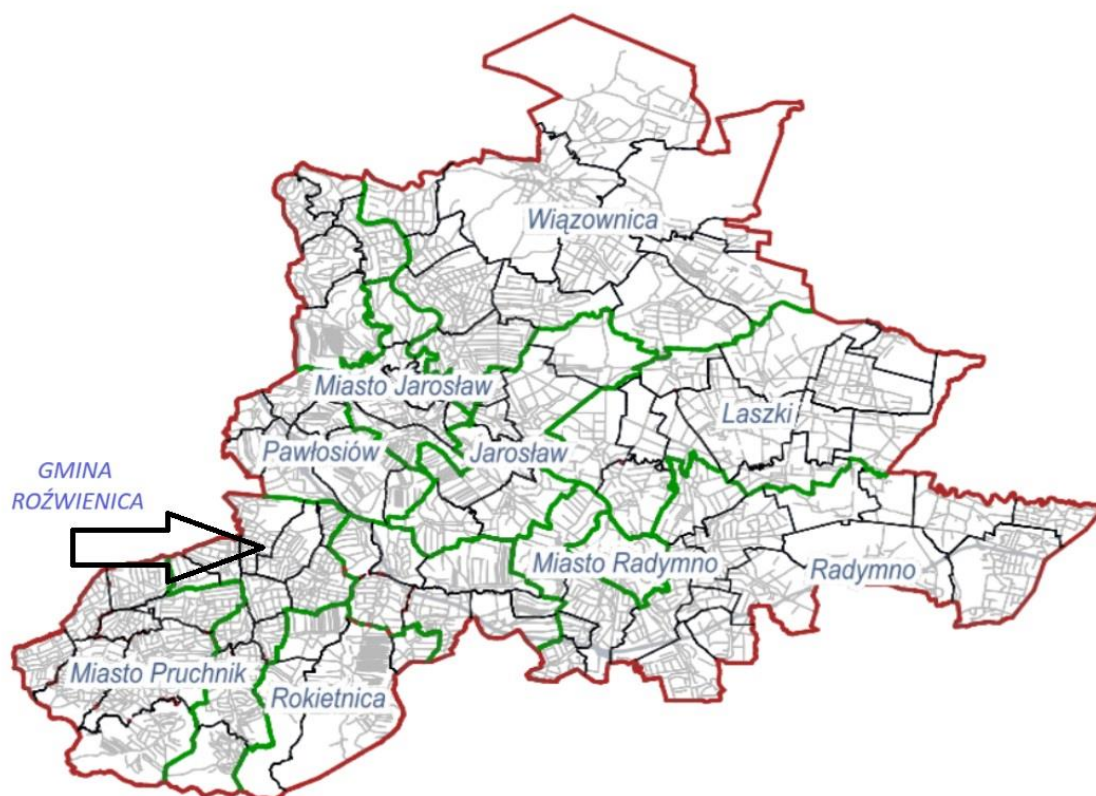 Wiązownica
Miasto Jarosław
Laszki
Pawłosiów
Jarosław
GMINA
ROŹWIENICA
Miasto Radymno
Radymno
Miasto Pruchnik
Rokietnica